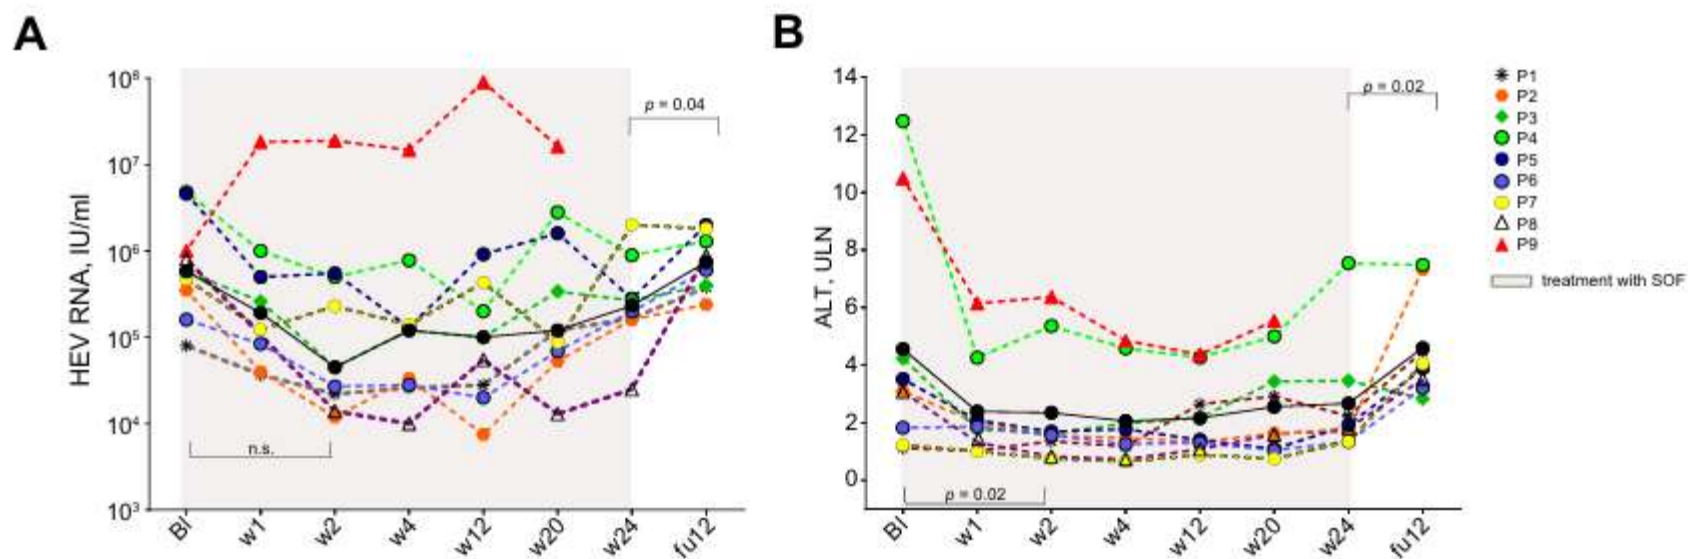 A
HEV RNA, IU/ml
10⁸
10⁷
10⁶
10⁵
10⁴
10³
p = 0.04
n.s.
Bl
w1
w2
w4
w12
w20
w24
fu12
B
ALT, ULN
14
12
10
8
6
4
2
0
p = 0.02
p = 0.02
Bl
w1
w2
w4
w12
w20
w24
fu12
P1
P2
P3
P4
P5
P6
P7
P8
P9
treatment with SOF